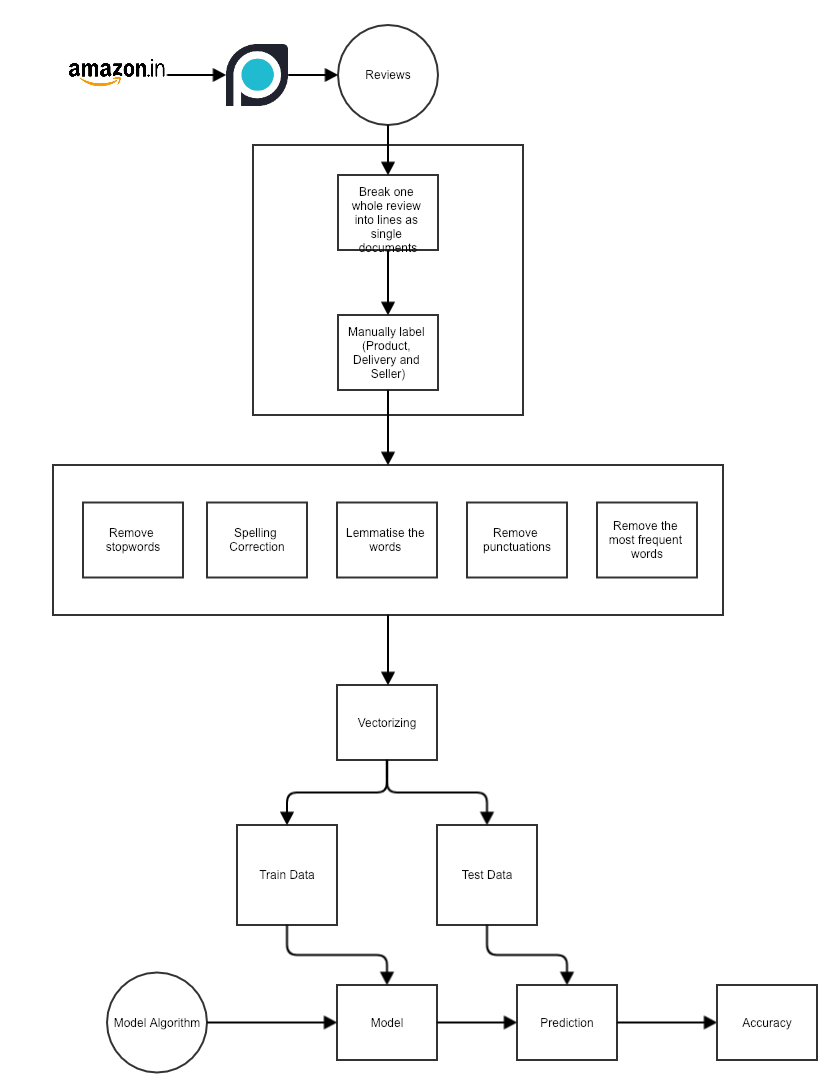 amazon.in
Reviews
Break one
whole review
into lines as
single
documents
Manually label
(Product,
Delivery and
Seller)
Remove
stopwords
Spelling
Correction
Lemmatise the
words
Remove
punctuations
Remove the
most frequent
words
Vectorizing
Train Data
Test Data
Model Algorithm
Model
Prediction
Accuracy